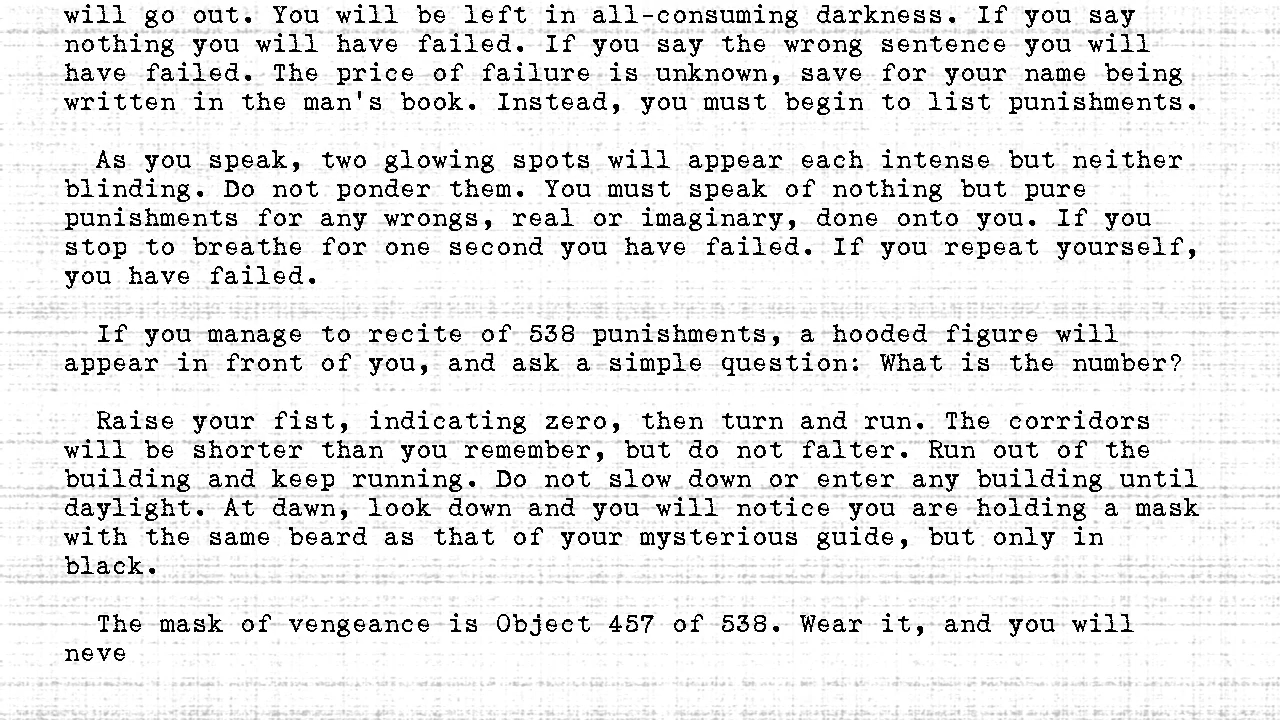 will go out. You will be left in all-consuming darkness. If you say
nothing you will have failed. If you say the wrong sentence you will
have failed. The price of failure is unknown, save for your name being
written in the man's book. Instead, you must begin to list punishments.
As you speak, two glowing spots will appear each intense but neither
blinding. Do not ponder them. You must speak of nothing but pure
punishments for any wrongs, real or imaginary, done onto you. If you
stop to breathe for one second you have failed. If you repeat yourself,
you have failed.
If you manage to recite of 538 punishments, a hooded figure will
appear in front of you, and ask a simple question: What is the number?
Raise your fist, indicating zero, then turn and run. The corridors
will be shorter than you remember, but do not falter. Run out of the
building and keep running. Do not slow down or enter any building until
daylight. At dawn, look down and you will notice you are holding a mask
with the same beard as that of your mysterious guide, but only in
black.
The mask of vengeance is Object 457 of 538. Wear it, and you will
neve